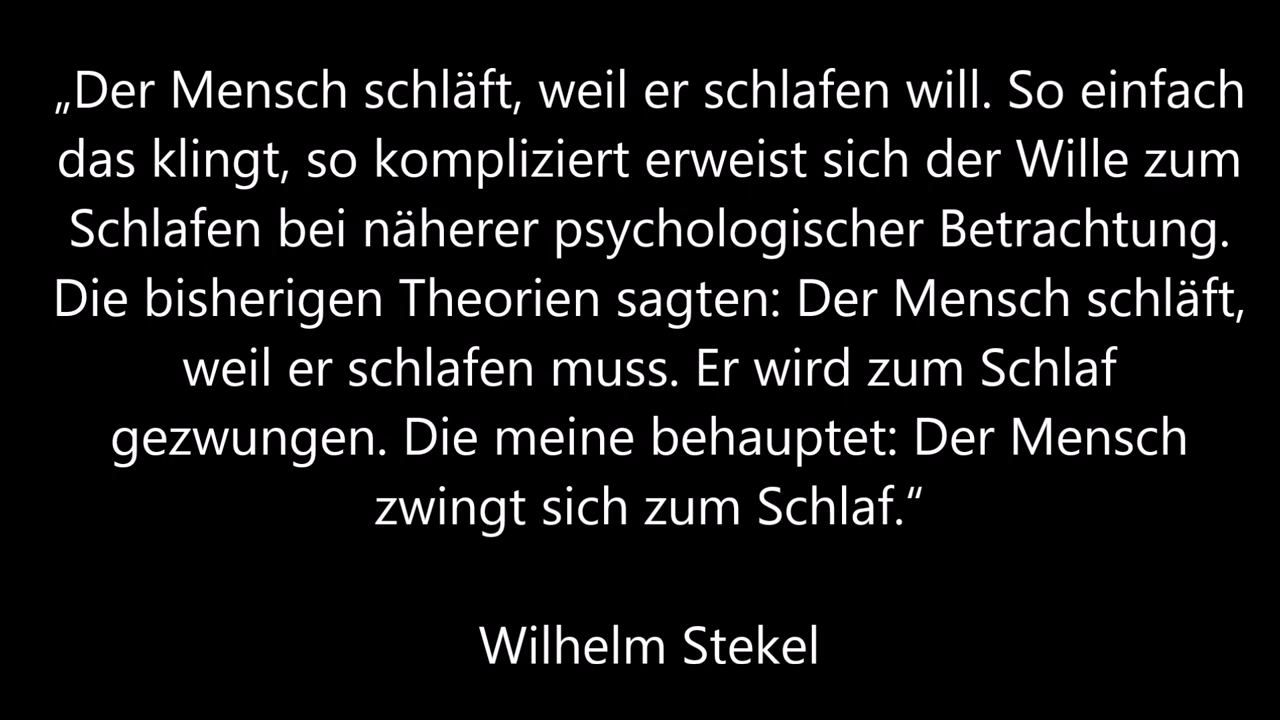 „Der Mensch schläft, weil er schlafen will. So einfach
das klingt, so kompliziert erweist sich der Wille zum
Schlafen bei näherer psychologischer Betrachtung.
Die bisherigen Theorien sagten: Der Mensch schläft,
weil er schlafen muss. Er wird zum Schlaf
gezwungen. Die meine behauptet: Der Mensch
zwingt sich zum Schlaf.“
Wilhelm Stekel